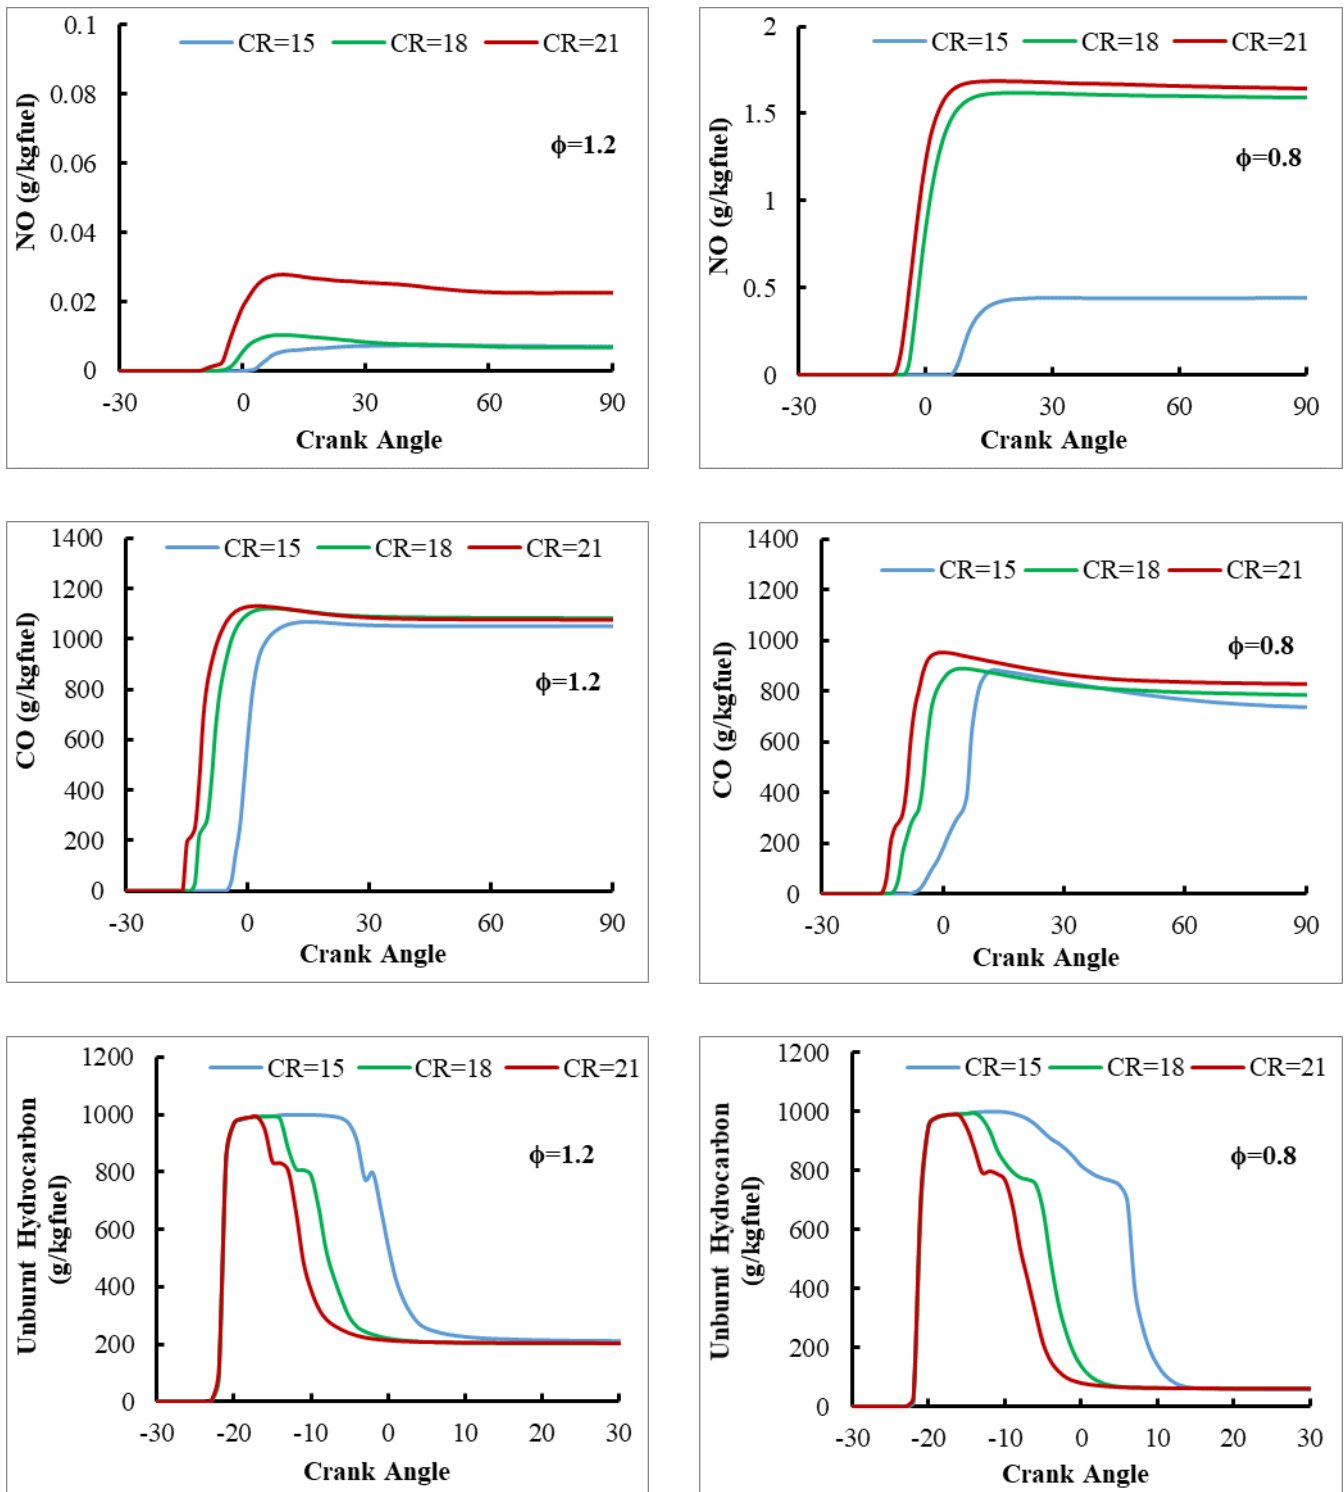 0.1
CR=15 CR=18 CR=21
0.08
0.06
0.04
0.02
0
NO (g/kgfuel)
ϕ=1.2
-30 0 30 60 90
Crank Angle
2
CR=15 CR=18 CR=21
1.5
1
0.5
0
NO (g/kgfuel)
ϕ=0.8
-30 0 30 60 90
Crank Angle
1400
CR=15 CR=18 CR=21
1200
1000
800
600
400
200
0
CO (g/kgfuel)
ϕ=1.2
-30 0 30 60 90
Crank Angle
1400
CR=15 CR=18 CR=21
1200
1000
800
600
400
200
0
CO (g/kgfuel)
ϕ=0.8
-30 0 30 60 90
Crank Angle
1200
CR=15 CR=18 CR=21
1000
800
600
400
200
0
Unburnt Hydrocarbon
(g/kgfuel)
ϕ=1.2
-30 -20 -10 0 10 20 30
Crank Angle
1200
CR=15 CR=18 CR=21
1000
800
600
400
200
0
Unburnt Hydrocarbon
(g/kgfuel)
ϕ=0.8
-30 -20 -10 0 10 20 30
Crank Angle